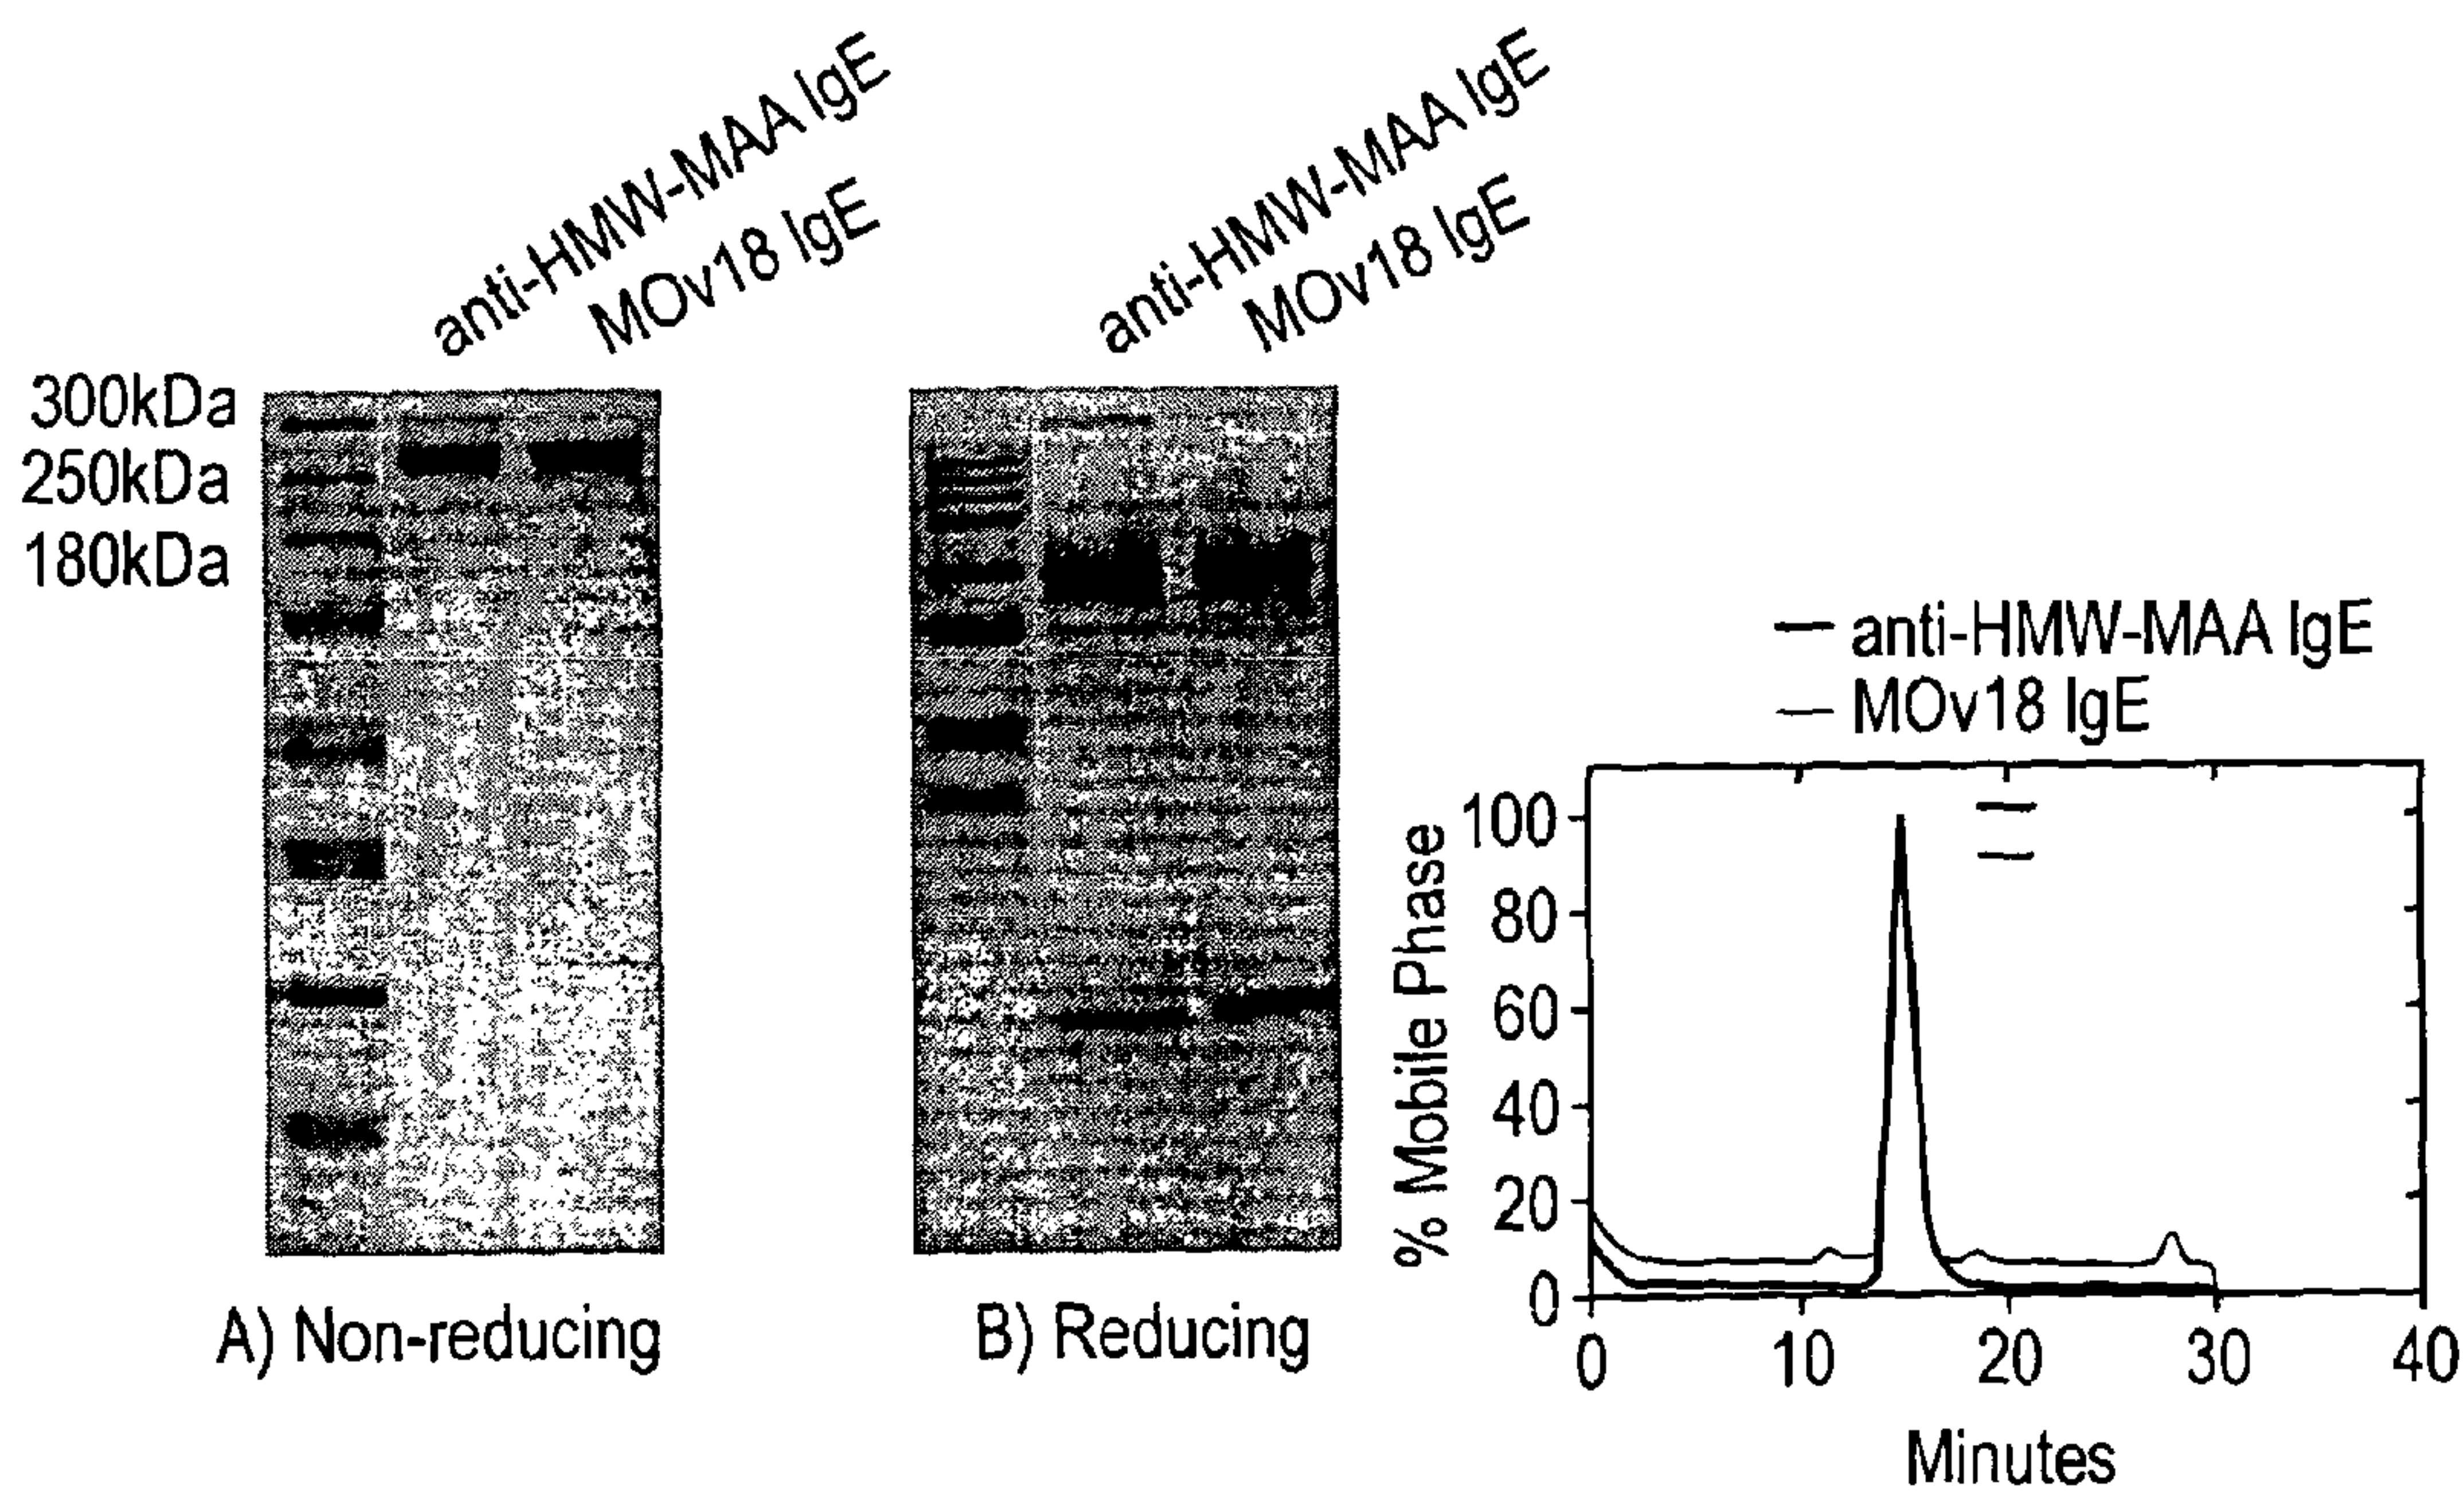 anti-HMW-MAA IgE
MOv18 IgE
anti-HMW-MAA IgE
MOv18 IgE
300kDa
250kDa
180kDa
A) Non-reducing
B) Reducing
anti-HMW-MAA IgE
MOv18 IgE
% Mobile Phase
100
80
60
40
20
0
0 10 20 30 40
Minutes